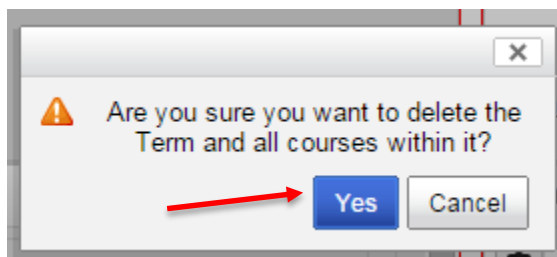 Are you sure you want to delete the
Term and all courses within it?
Yes Cancel